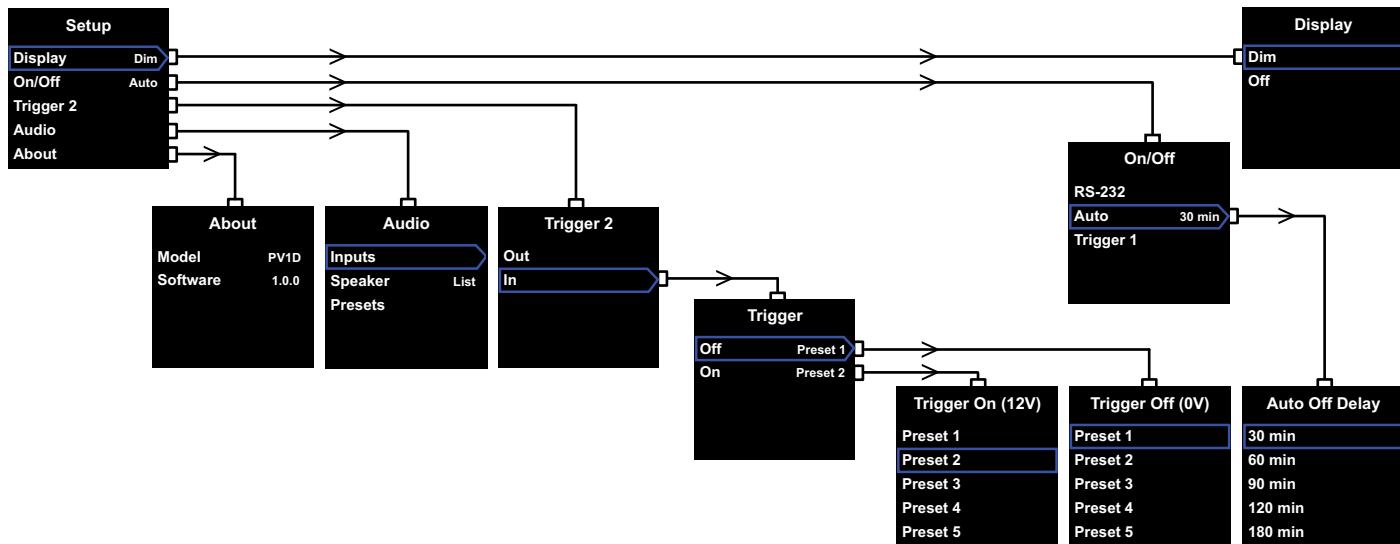 Setup
Display Dim
On/Off Auto
Trigger 2
Audio
About
Display
Dim
Off
On/Off
RS-232
Auto 30 min
Trigger 1
About
Model PV1D
Software 1.0.0
Audio
Inputs
Speaker List
Presets
Trigger 2
Out
In
Trigger
Off Preset 1
On Preset 2
Trigger On (12V)
Preset 1
Preset 2
Preset 3
Preset 4
Preset 5
Trigger Off (0V)
Preset 1
Preset 2
Preset 3
Preset 4
Preset 5
Auto Off Delay
30 min
60 min
90 min
120 min
180 min